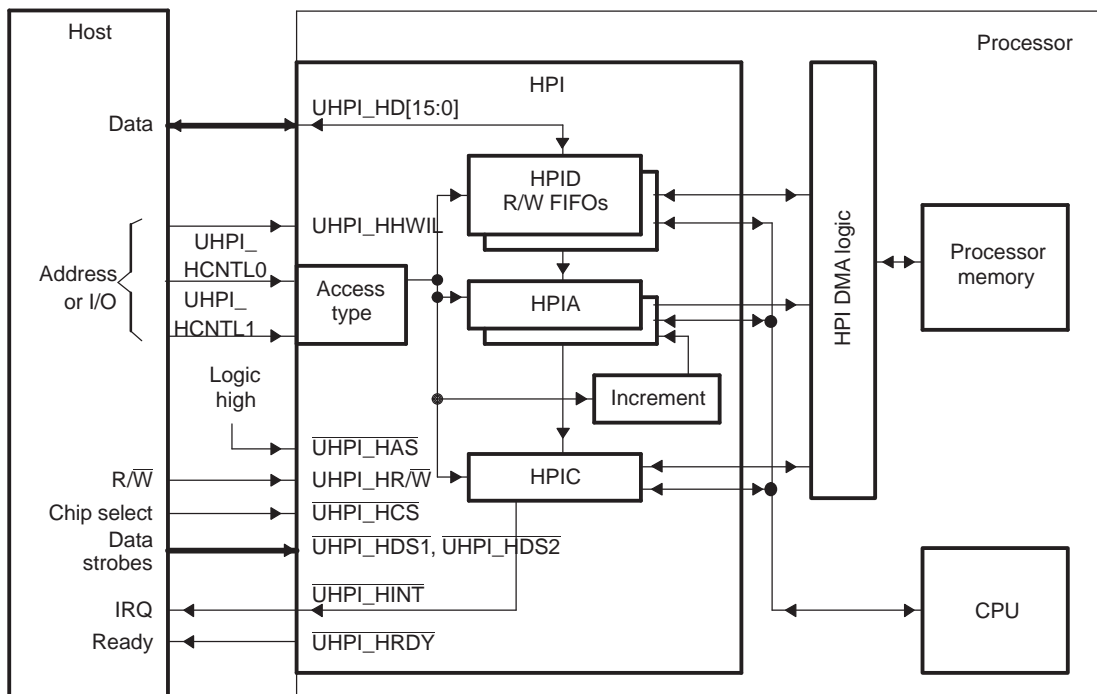 Host
Processor
HPI
Data
UHPI_HD[15:0]
HPID
R/W FIFOs
UHPI_HHWIL
UHPI_
HCNTL0
Address
or I/O
UHPI_
HCNTL1
Access
type
HPIA
HPI DMA logic
Processor
memory
Logic
high
Increment
UHPI_HAS
R/W
UHPI_HR/W
HPIC
Chip select
UHPI_HCS
Data
strobes
UHPI_HDS1, UHPI_HDS2
IRQ
UHPI_HINT
CPU
Ready
UHPI_HRDY